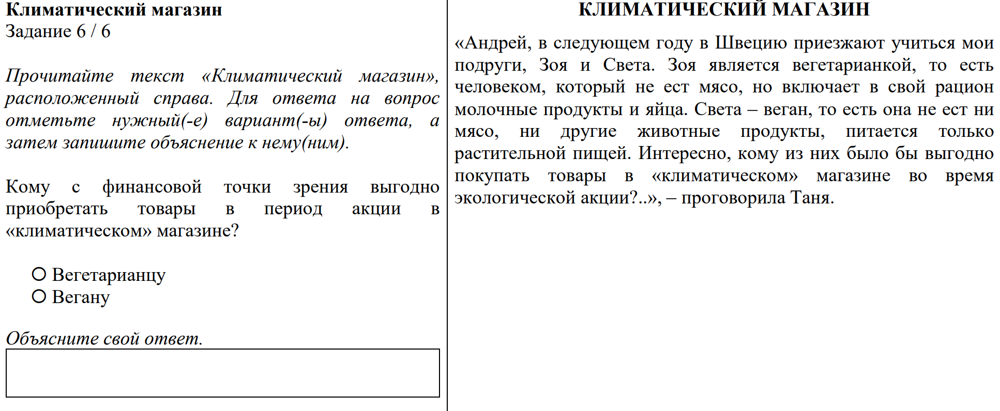 Климатический магазин
Задание 6 / 6
Прочитайте текст «Климатический магазин»,
расположенный справа. Для ответа на вопрос
отметьте нужный(-е) вариант(-ы) ответа, а
затем запишите объяснение к нему(ним).
Кому с финансовой точки зрения выгодно
приобретать товары в период акции в
«климатическом» магазине?
Вегетарианцу
Вегану
Объясните свой ответ.
КЛИМАТИЧЕСКИЙ МАГАЗИН
«Андрей, в следующем году в Швецию приезжают учиться мои
подруги, Зоя и Света. Зоя является вегетарианкой, то есть
человеком, который не ест мясо, но включает в свой рацион
молочные продукты и яйца. Света – веган, то есть она не ест ни
мясо, ни другие животные продукты, питается только
растительной пищей. Интересно, кому из них было бы выгодно
покупать товары в «климатическом» магазине во время
экологической акции?..», – проговорила Таня.